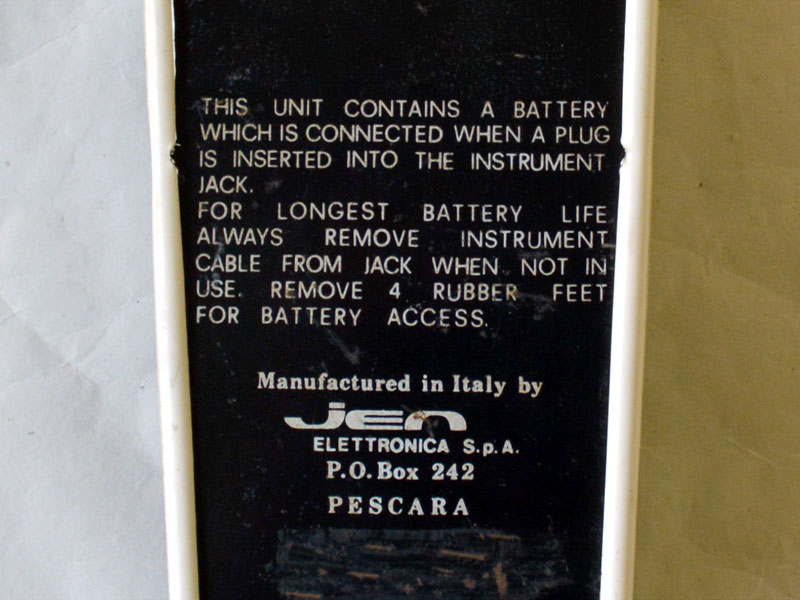 THIS UNIT CONTAINS A BATTERY
WHICH IS CONNECTED WHEN A PLUG
IS INSERTED INTO THE INSTRUMENT
JACK.
FOR LONGEST BATTERY LIFE
ALWAYS REMOVE INSTRUMENT
CABLE FROM JACK WHEN NOT IN
USE. REMOVE 4 RUBBER FEET
FOR BATTERY ACCESS.
Manufactured in Italy by
Jen
ELETTRONICA S.p.A.
P.O. Box 242
PESCARA